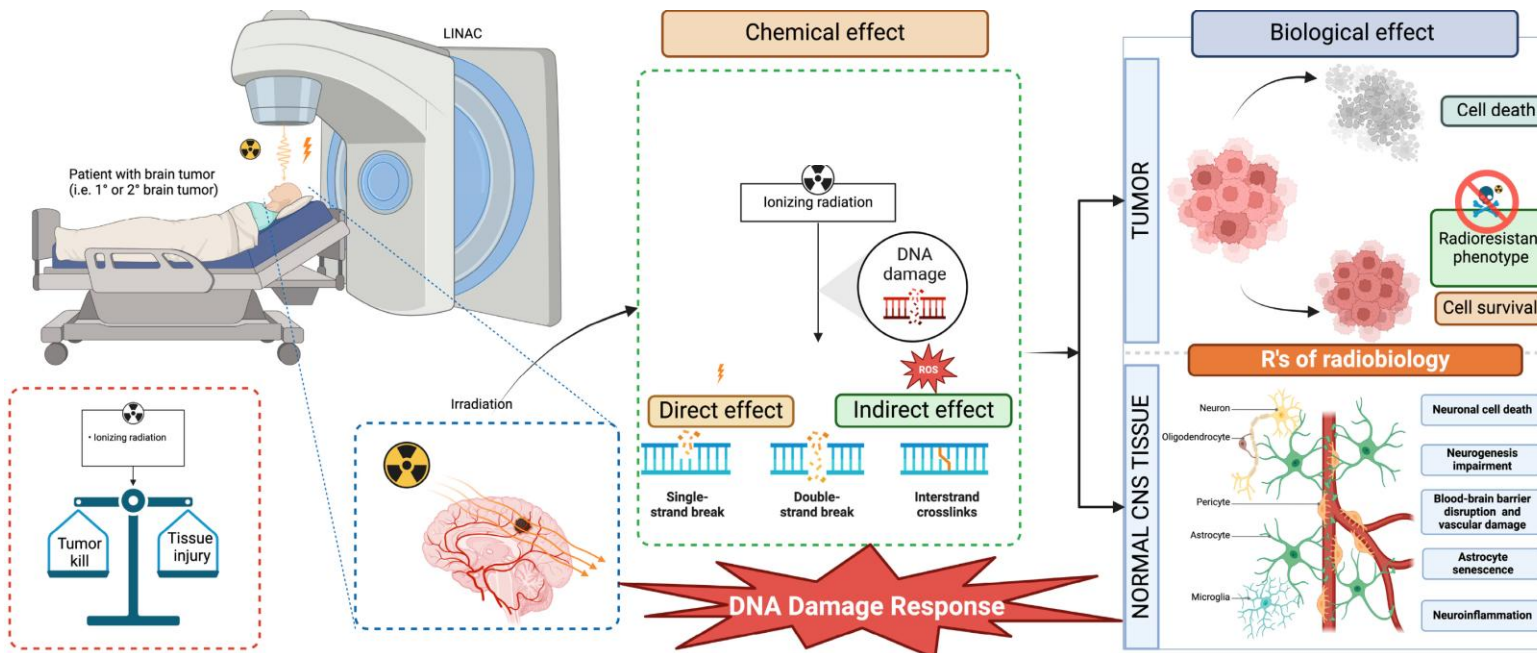 LINAC
Patient with brain tumor
(i.e. 1° or 2° brain tumor)
Irradiation
• Ionizing radiation
Tumor
kill
Tissue
injury
Chemical effect
Ionizing radiation
DNA
damage
ROS
Direct effect
Indirect effect
Single-
strand break
Double-
strand break
Interstrand
crosslinks
DNA Damage Response
Biological effect
TUMOR
Cell death
Radioresistan
phenotype
Cell survival
R's of radiobiology
NORMAL CNS TISSUE
Neuron
Oligodendrocyte
Pericyte
Astrocyte
Microglia
Neuronal cell death
Neurogenesis
impairment
Blood-brain barrier
disruption and
vascular damage
Astrocyte
senescence
Neuroinflammation